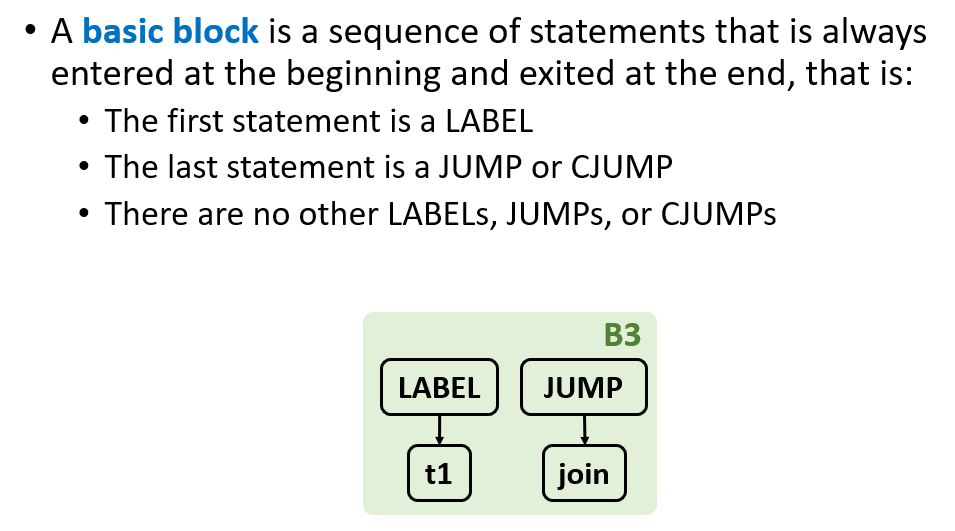 • A basic block is a sequence of statements that is always
entered at the beginning and exited at the end, that is:
• The first statement is a LABEL
• The last statement is a JUMP or CJUMP
• There are no other LABELs, JUMPs, or CJUMPs
B3
LABEL JUMP
t1 join